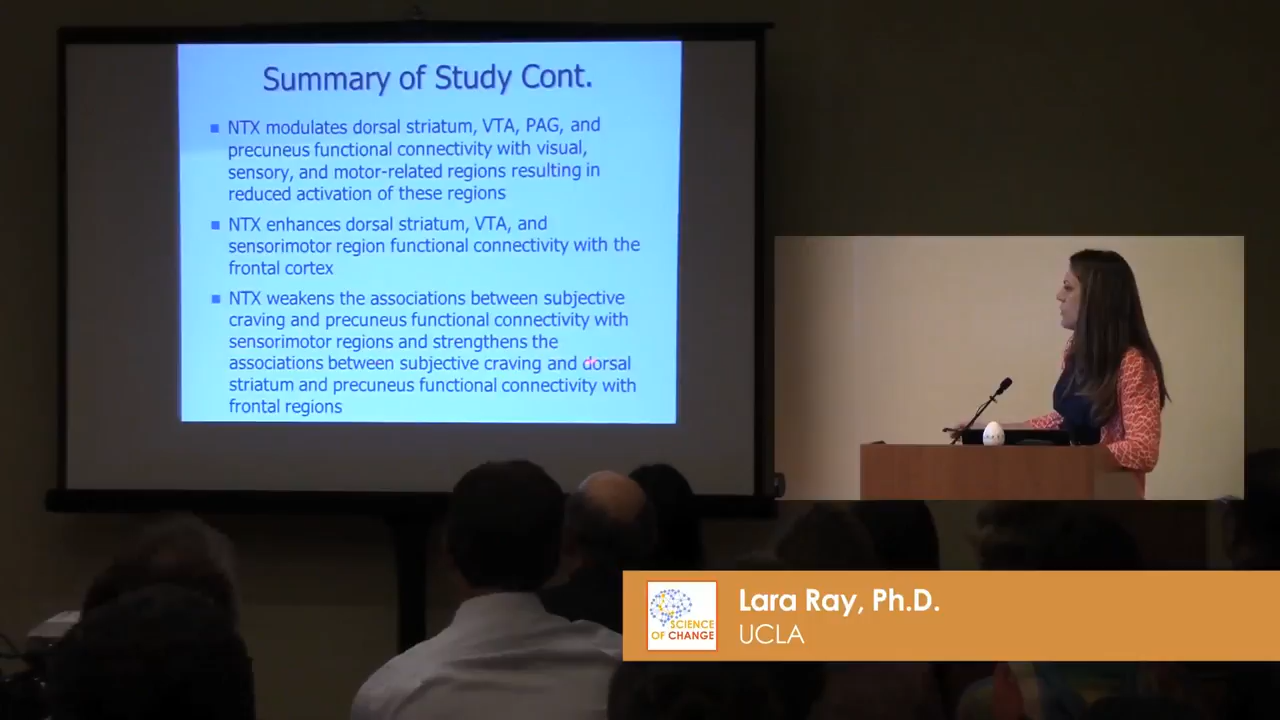 Summary of Study Cont.
NTX modulates dorsal striatum, VTA, PAG, and
precuneus functional connectivity with visual,
sensory, and motor-related regions resulting in
reduced activation of these regions
NTX enhances dorsal striatum, VTA, and
sensorimotor region functional connectivity with the
frontal cortex
NTX weakens the associations between subjective
craving and precuneus functional connectivity with
sensorimotor regions and strengthens the
associations between subjective craving and dorsal
striatum and precuneus functional connectivity with
frontal regions
SCIENCE
OF CHANGE
Lara Ray, Ph.D.
UCLA